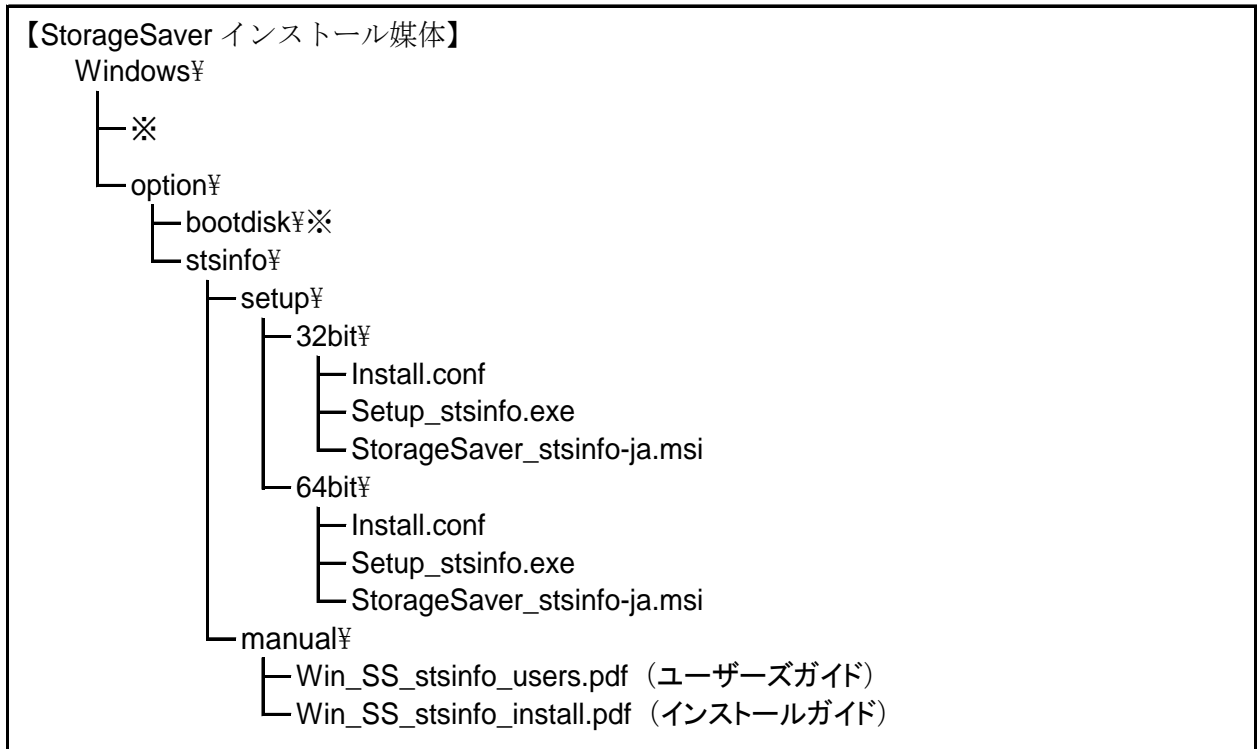 【StorageSaver インストール媒体】
Windows¥
※
option¥
bootdisk¥※
stsinfo¥
setup¥
32bit¥
Install.conf
Setup_stsinfo.exe
StorageSaver_stsinfo-ja.msi
64bit¥
Install.conf
Setup_stsinfo.exe
StorageSaver_stsinfo-ja.msi
manual¥
Win_SS_stsinfo_users.pdf（ユーザーズガイド）
Win_SS_stsinfo_install.pdf（インストールガイド）